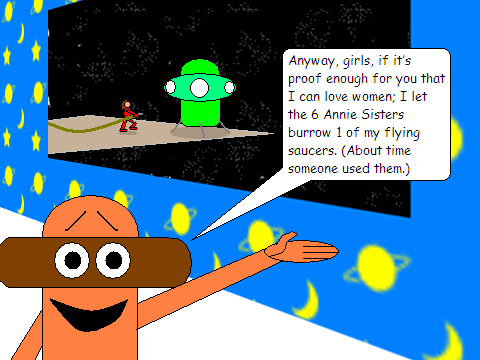 Anyway, girls, if it's
proof enough for you that
I can love women; I let
the 6 Annie Sisters
burrow 1 of my flying
saucers. (About time
someone used them.)